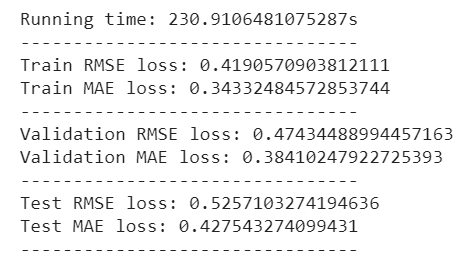 Running time: 230.9106481075287s
--------------------------------
Train RMSE loss: 0.4190570903812111
Train MAE loss: 0.34332484572853744
--------------------------------
Validation RMSE loss: 0.47434488994457163
Validation MAE loss: 0.38410247922725393
--------------------------------
Test RMSE loss: 0.5257103274194636
Test MAE loss: 0.427543274099431
--------------------------------